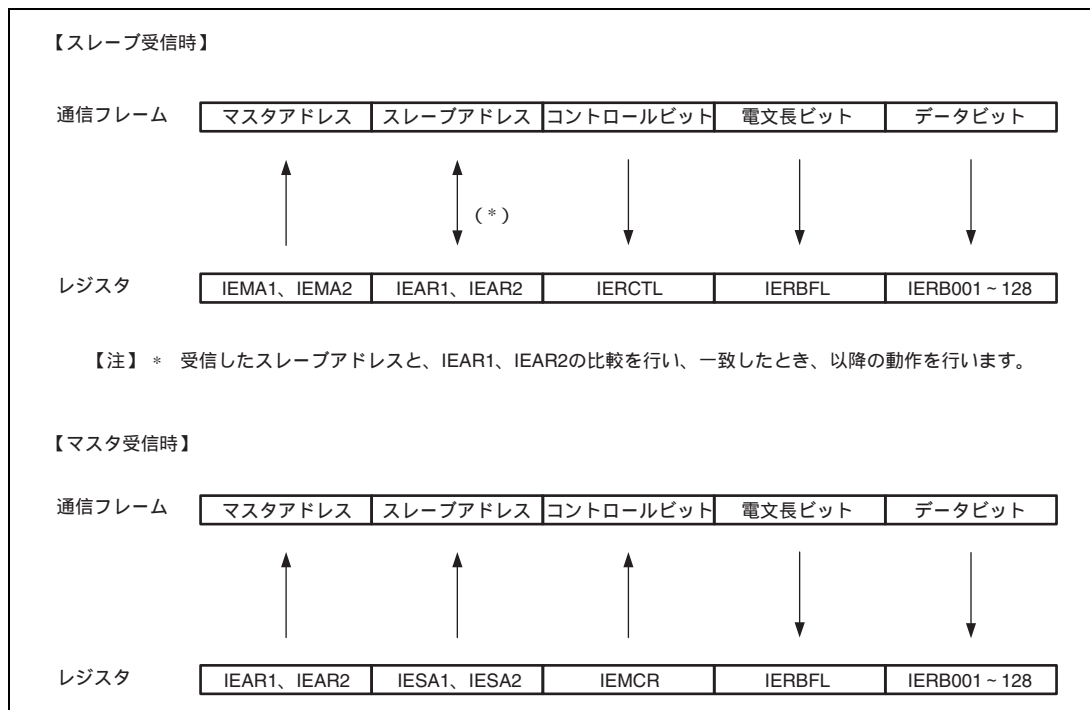 【スレーブ受信時】
通信フレーム マスタアドレス スレーブアドレス コントロールビット 電文長ビット データビット
(*)
レジスタ IEMA1、IEMA2 IEAR1、IEAR2 IERCTL IERBFL IERB001~128
【注】 * 受信したスレーブアドレスと、IEAR1、IEAR2の比較を行い、一致したとき、以降の動作を行います。
【マスタ受信時】
通信フレーム マスタアドレス スレーブアドレス コントロールビット 電文長ビット データビット
レジスタ IEAR1、IEAR2 IESA1、IESA2 IEMCR IERBFL IERB001~128